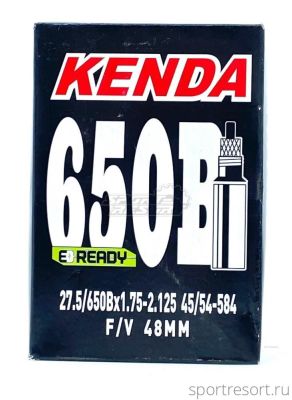 KENDA
650B
E READY
27.5/650Bx1.75-2.125 45/54-584
F/V 48MM
sportresort.ru